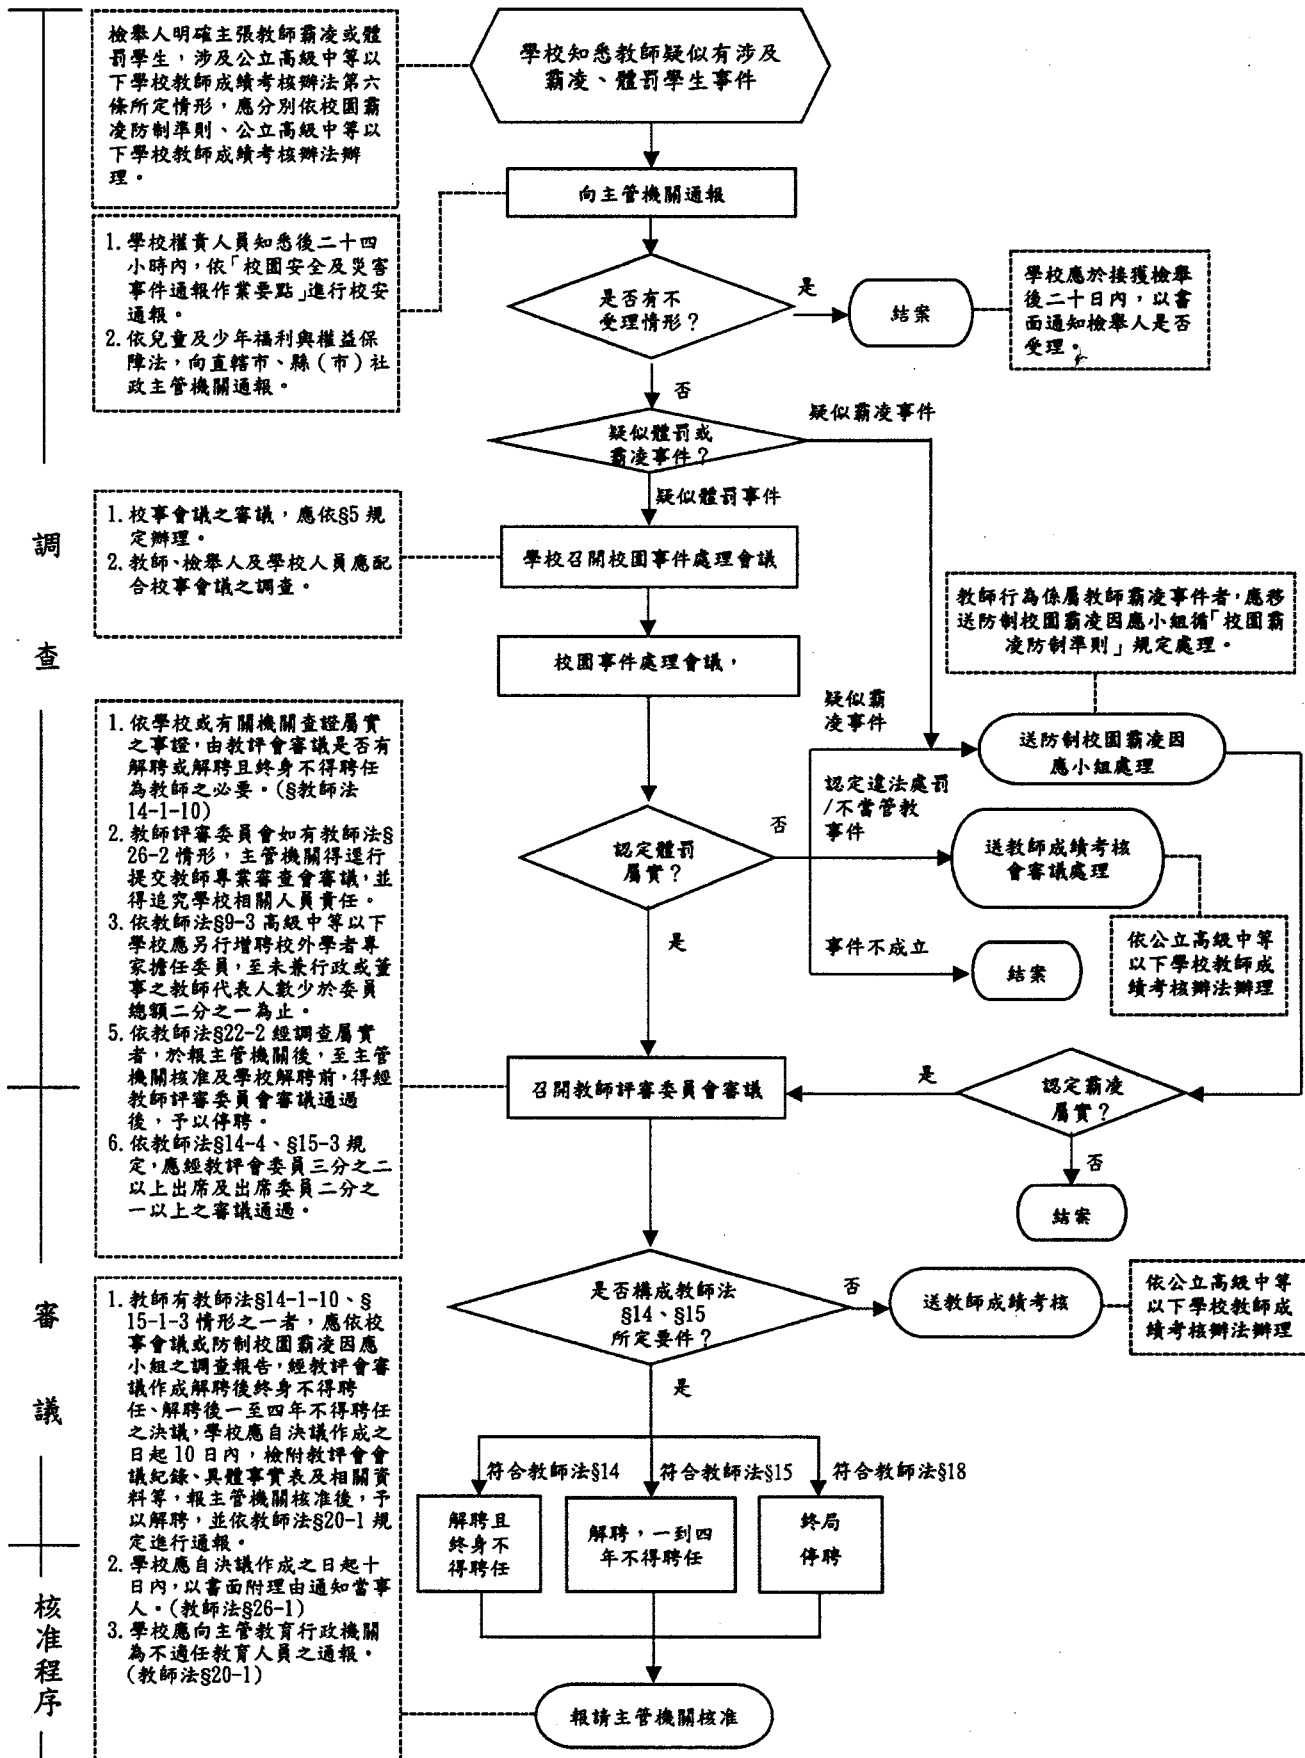 檢舉人明確主張教師霸凌或體
罰學生，涉及公立高級中等以
下學校教師成績考核辦法第六
條所定情形，應分別依校園霸
凌防制準則、公立高級中等以
下學校教師成績考核辦法辦
理。
學校知悉教師疑似有涉及
霸凌、體罰學生事件
向主管機關通報
1.學校權責人員知悉後二十四
小時內，依「校園安全及災害
事件通報作業要點」進行校安
通報。
2.依兒童及少年福利與權益保
障法，向直轄市、縣（市）社
政主管機關通報。
是否有不
受理情形？
是
結案
學校應於接獲檢舉
後二十日內，以書
面通知檢舉人是否
受理。
否
疑似體罰或
霸凌事件？
疑似霸凌事件
疑似體罰事件
調
查
1.校事會議之審議，應依§5 規
定辦理。
2.教師、檢舉人及學校人員應配
合校事會議之調查。
學校召開校園事件處理會議
校園事件處理會議，
教師行為係屬教師霸凌事件者，應移
送防制校園霸凌因應小組循「校園霸
凌防制準則」規定處理。
疑似霸
凌事件
送防制校園霸凌因
應小組處理
1.依學校或有關機關查證屬實
之事證，由教評會審議是否有
解聘或解聘且終身不得聘任
為教師之必要。(§教師法
14-1-10)
2.教師評審委員會如有教師法§
26-2 情形，主管機關得逕行
提交教師專業審查會審議，並
得追究學校相關人員責任。
3.依教師法§9-3 高級中等以下
學校應另行增聘校外學者專
家擔任委員，至未兼行政或董
事之教師代表人數少於委員
總額二分之一為止。
5.依教師法§22-2 經調查屬實
者，於報主管機關後，至主管
機關核准及學校解聘前，得經
教師評審委員會審議通過
後，予以停聘。
6.依教師法§14-4、§15-3 規
定，應經教評會委員三分之二
以上出席及出席委員二分之
一以上之審議通過。
認定體罰
屬實？
否
認定違法處罰
/不當管教
事件
送教師成績考核
會審議處理
依公立高級中等
以下學校教師成
績考核辦法辦理
事件不成立
結案
是
召開教師評審委員會審議
是
認定霸凌
屬實？
否
結案
審
議
是否構成教師法
§14、§15
所定要件？
否
送教師成績考核
依公立高級中等
以下學校教師成
績考核辦法辦理
是
1.教師有教師法§14-1-10、§
15-1-3 情形之一者，應依校
事會議或防制校園霸凌因應
小組之調查報告，經教評會審
議作成解聘後終身不得聘
任、解聘後一至四年不得聘任
之決議，學校應自決議作成之
日起 10 日內，檢附教評會會
議紀錄、具體事實表及相關資
料等，報主管機關核准後，予
以解聘，並依教師法§20-1 規
定進行通報。
2.學校應自決議作成之日起十
日內，以書面附理由通知當事
人。(教師法§26-1)
3.學校應向主管教育行政機關
為不適任教育人員之通報。
(教師法§20-1)
符合教師法§14
符合教師法§15
符合教師法§18
解聘且
終身不
得聘任
解聘，一到四
年不得聘任
終局
停聘
核
准
程
序
報請主管機關核准